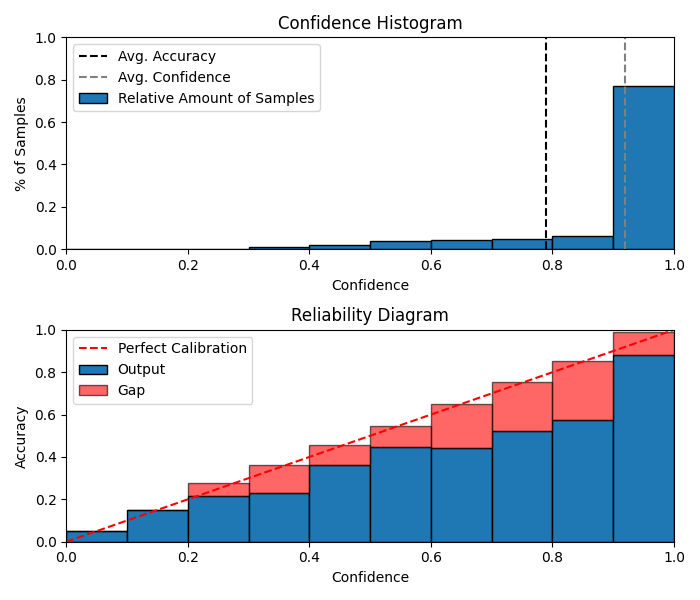 Confidence Histogram
1.0
0.8
0.6
0.4
0.2
0.0
% of Samples
Avg. Accuracy
Avg. Confidence
Relative Amount of Samples
0.0 0.2 0.4 0.6 0.8 1.0
Confidence
Reliability Diagram
1.0
0.8
0.6
0.4
0.2
0.0
Accuracy
Perfect Calibration
Output
Gap
0.0 0.2 0.4 0.6 0.8 1.0
Confidence